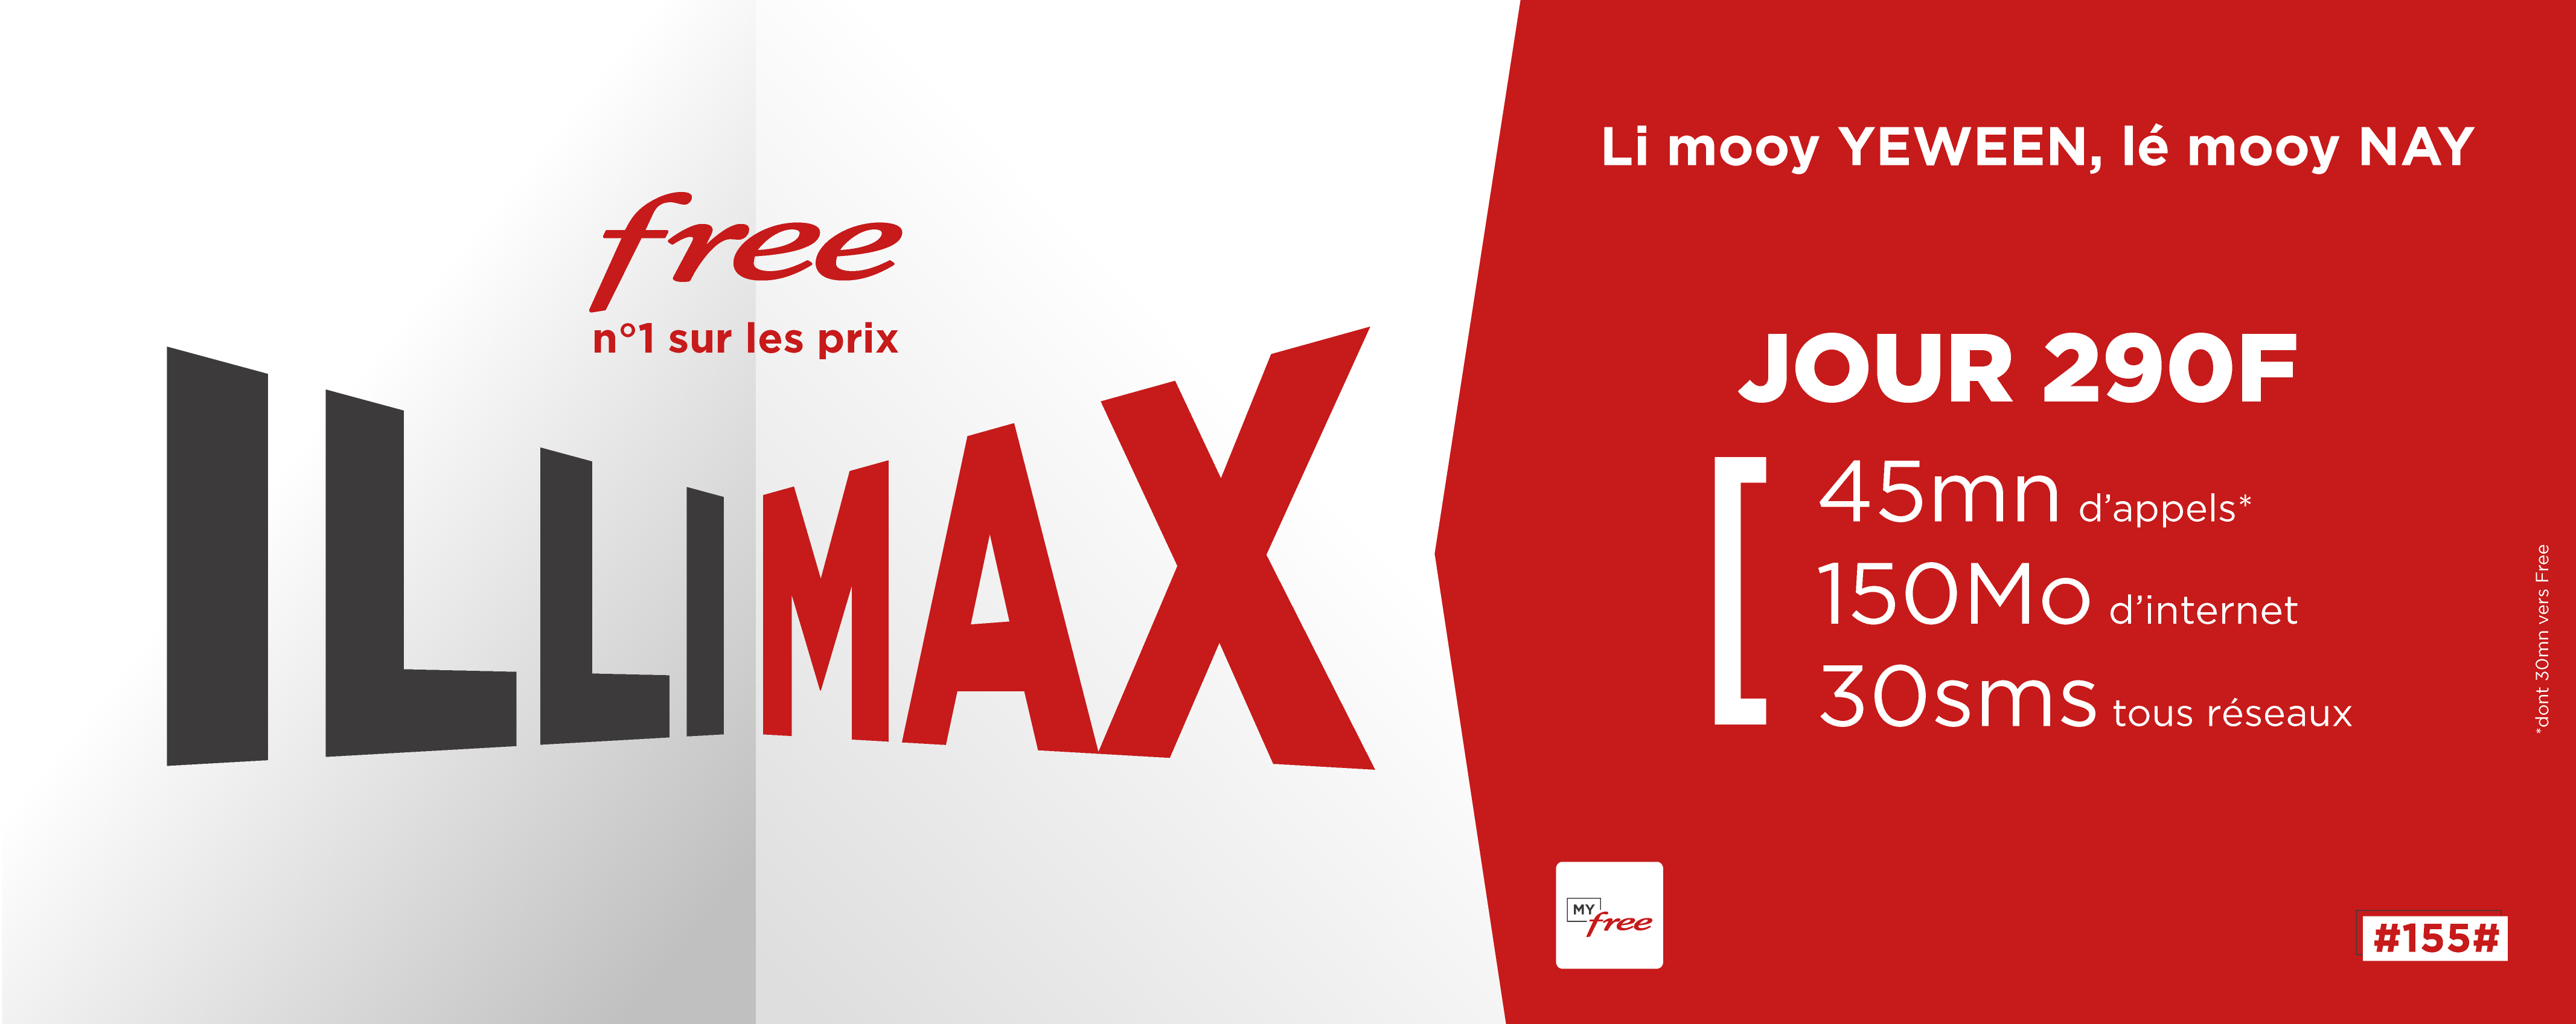 free
n°1 sur les prix
ILLIMAX
Li mooy YEWEEN, lé mooy NAY
JOUR 290F
45mn d'appels*
150Mo d'internet
30sms tous réseaux
*dont 30mn vers Free
MY free
#155#